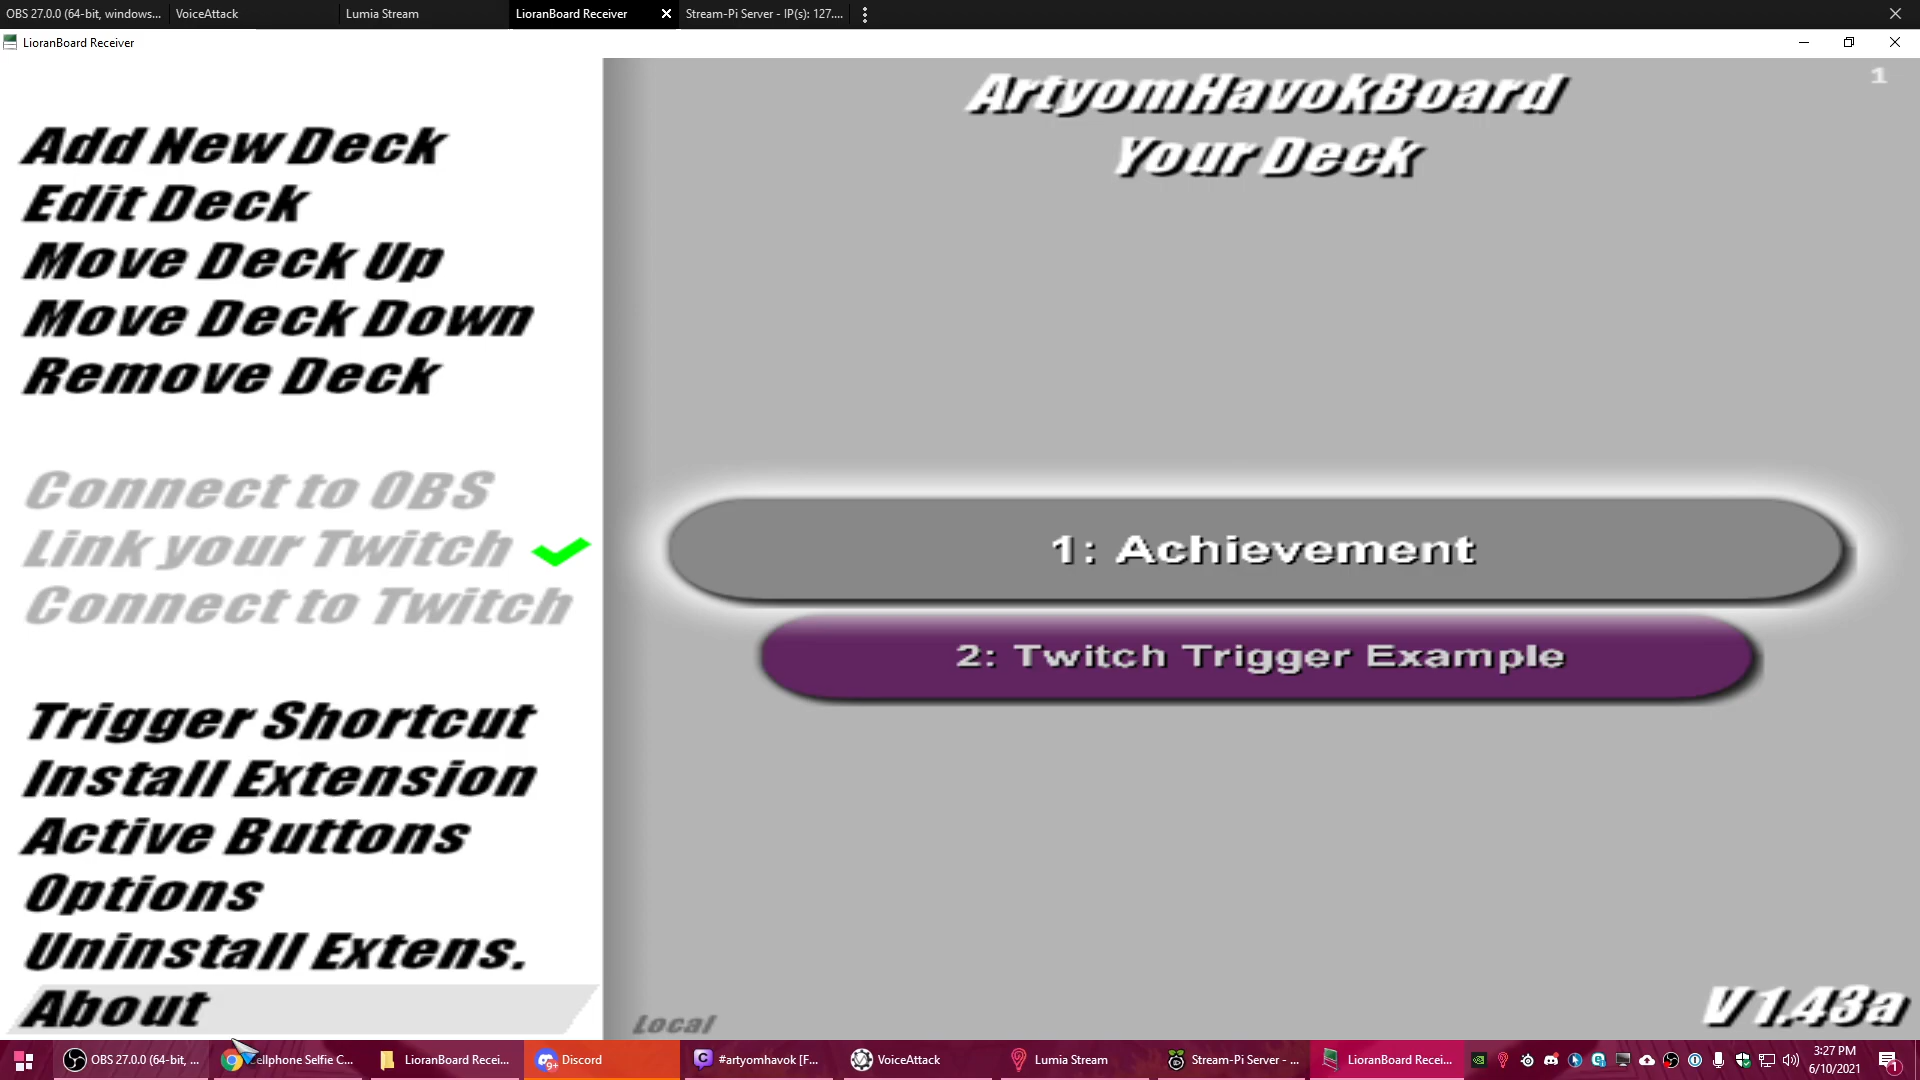 OBS 27.0.0 (64-bit, windows...
VoiceAttack
Lumia Stream
LioranBoard Receiver
Stream-Pi Server - IP(s): 127....
LioranBoard Receiver
ArtyomHavokBoard
1
Your Deck
Add New Deck
Edit Deck
Move Deck Up
Move Deck Down
Remove Deck
Connect to OBS
Link your Twitch
Connect to Twitch
1: Achievement
2: Twitch Trigger Example
Trigger Shortcut
Install Extension
Active Buttons
Options
Uninstall Extens.
About
Local
V 1.43a
OBS 27.0.0 (64-bit, ...
ellphone Selfie C...
LioranBoard Recei...
9+
Discord
#artyomhavok [F...
VoiceAttack
Lumia Stream
Stream-Pi Server - ...
LioranBoard Recei...
3:27 PM
6/10/2021
1